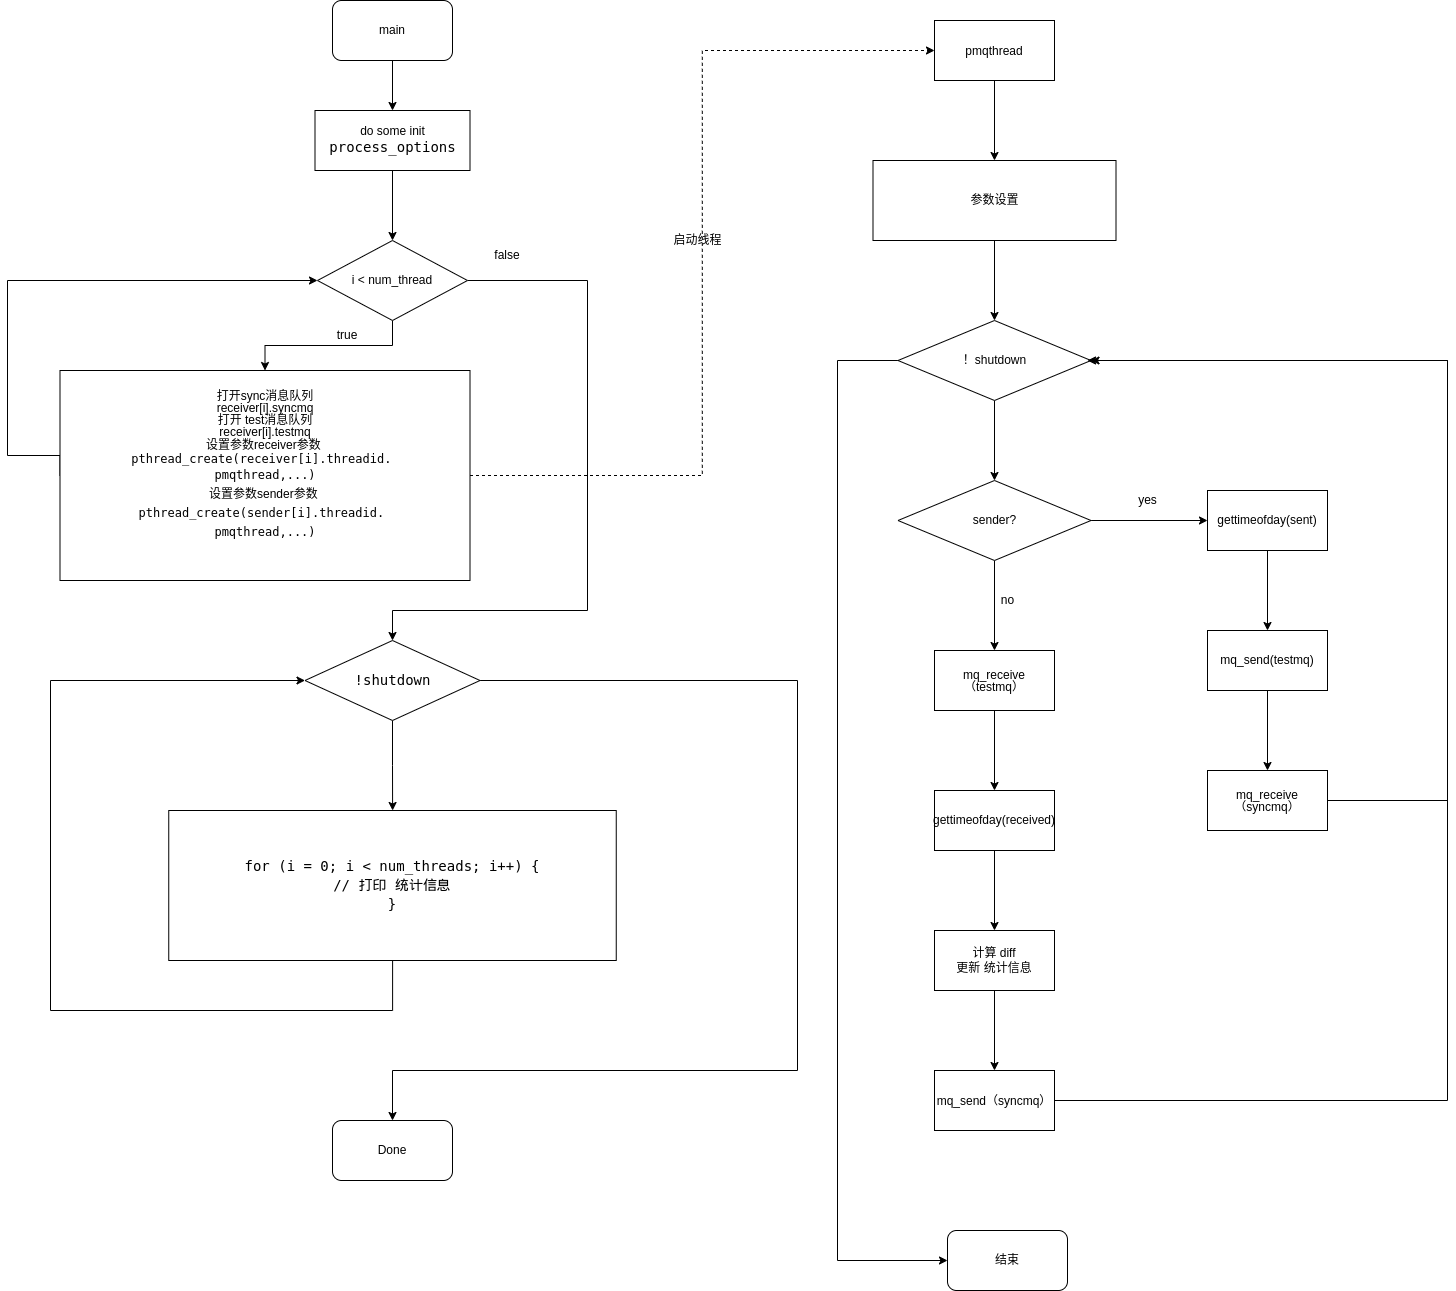 main
do some init
process_options
i < num_thread
false
true
打开sync消息队列
receiver[i].syncmq
打开 test消息队列
receiver[i].testmq
设置参数receiver参数
pthread_create(receiver[i].threadid.
pmqthread,...)
设置参数sender参数
pthread_create(sender[i].threadid.
pmqthread,...)
!shutdown
for (i = 0; i < num_threads; i++) {
// 打印 统计信息
}
Done
启动线程
pmqthread
参数设置
！shutdown
sender?
yes
no
gettimeofday(sent)
mq_send(testmq)
mq_receive
（syncmq）
mq_receive
（testmq）
gettimeofday(received)
计算 diff
更新 统计信息
mq_send（syncmq）
结束